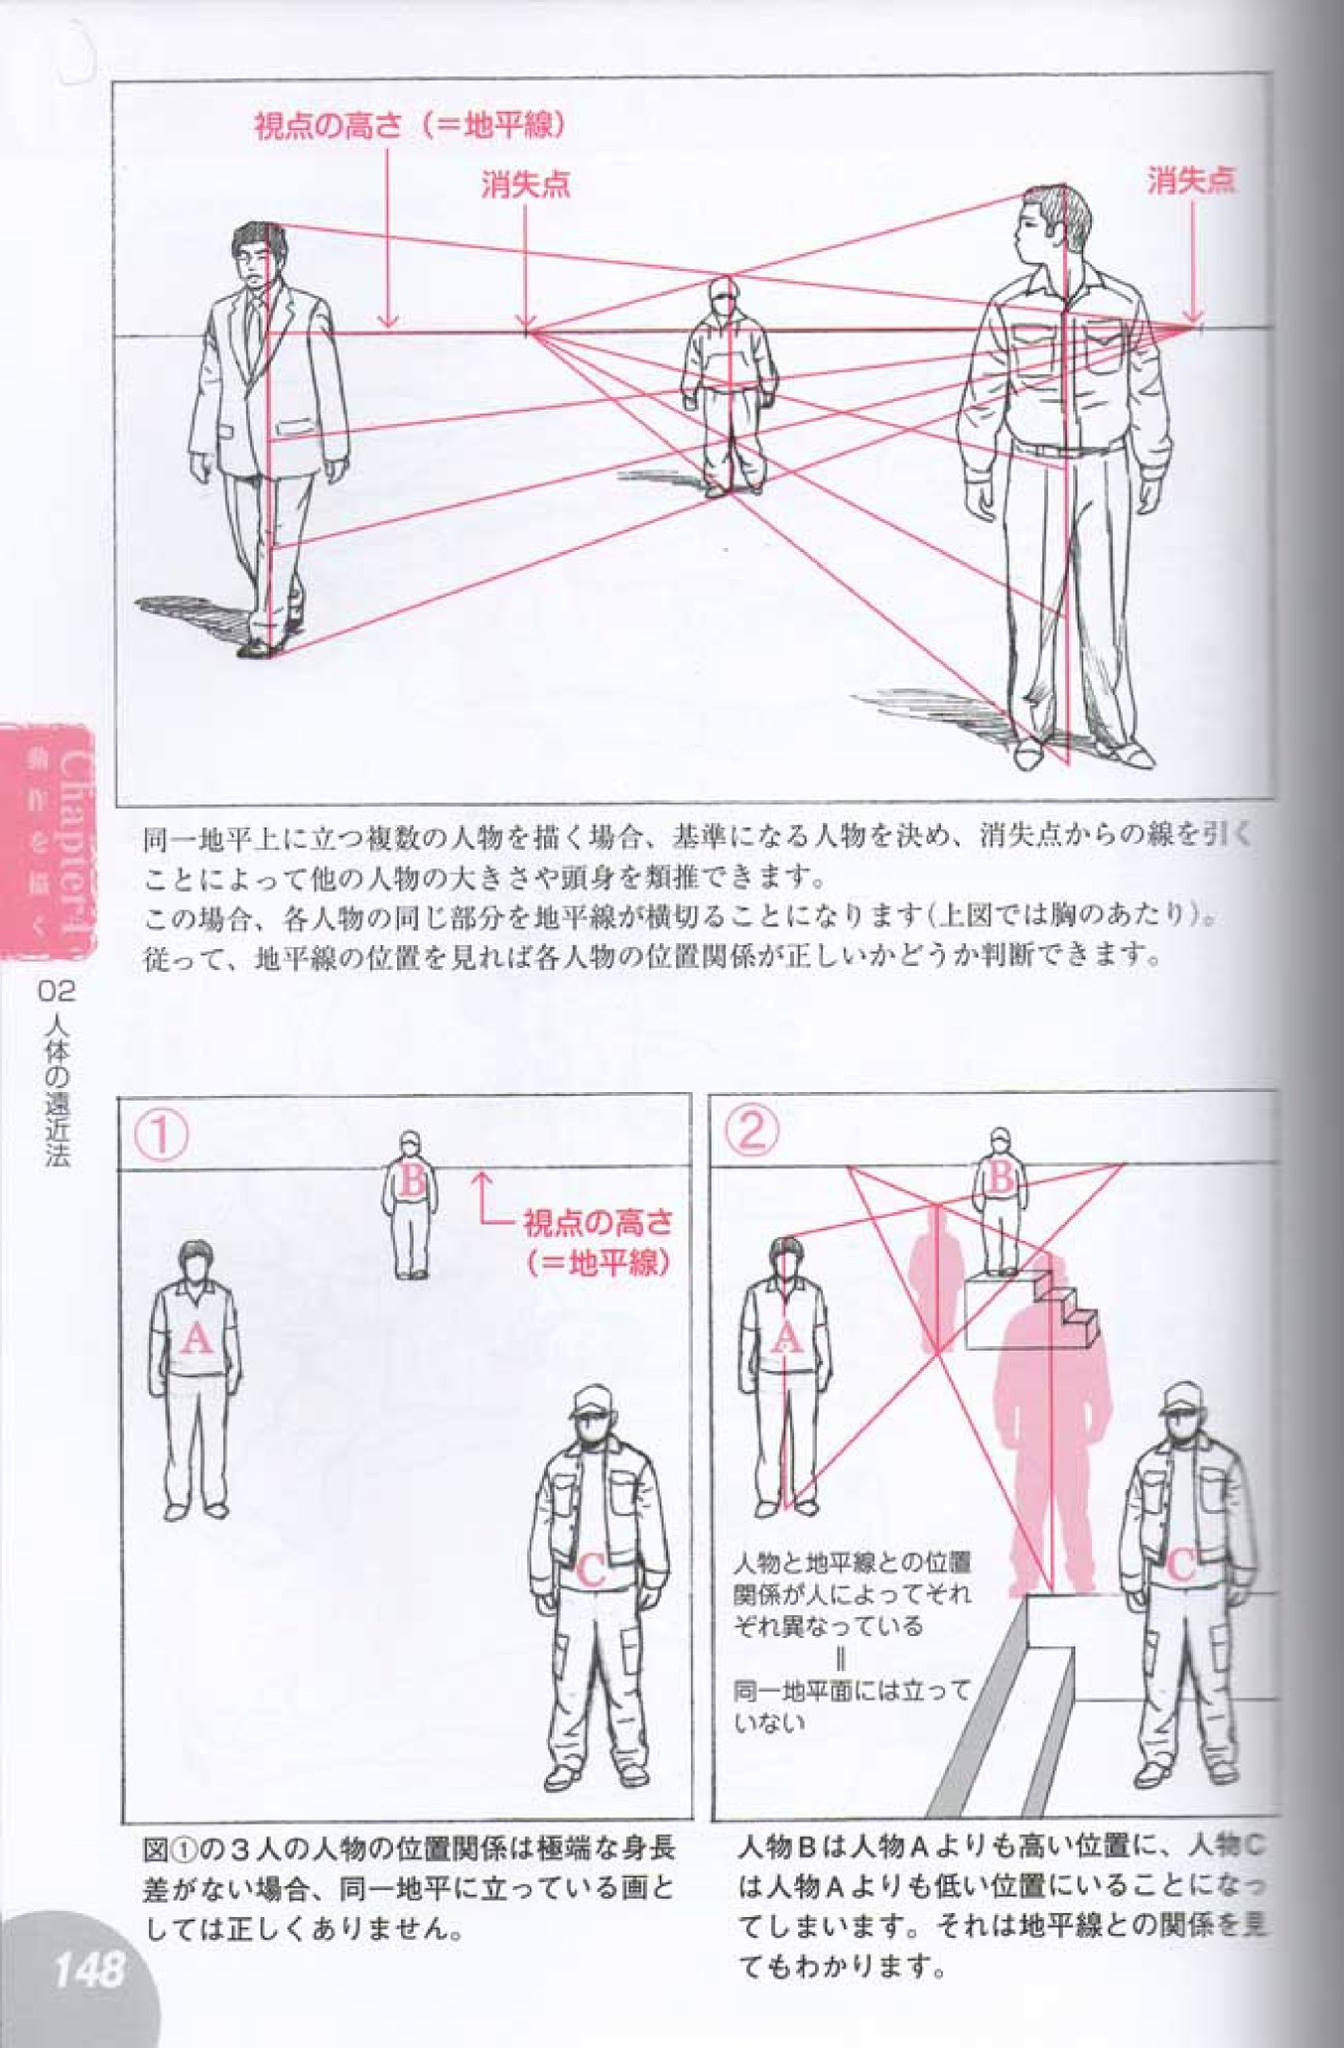 視点の高さ（＝地平線）
消失点
消失点
同一地平上に立つ複数の人物を描く場合、基準になる人物を決め、消失点からの線を引く
ことによって他の人物の大きさや頭身を類推できます。
この場合、各人物の同じ部分を地平線が横切ることになります(上図では胸のあたり)。
従って、地平線の位置を見れば各人物の位置関係が正しいかどうか判断できます。
Chapter4
動作を描く
02 人体の遠近法
①
B
視点の高さ
（＝地平線）
A
C
図①の３人の人物の位置関係は極端な身長
差がない場合、同一地平に立っている画と
しては正しくありません。
②
B
A
C
人物と地平線との位置
関係が人によってそれ
ぞれ異なっている
＝
同一地平面には立って
いない
人物Ｂは人物Ａよりも高い位置に、人物Ｃ
は人物Ａよりも低い位置にいることになっ
てしまいます。それは地平線との関係を見
てもわかります。
148